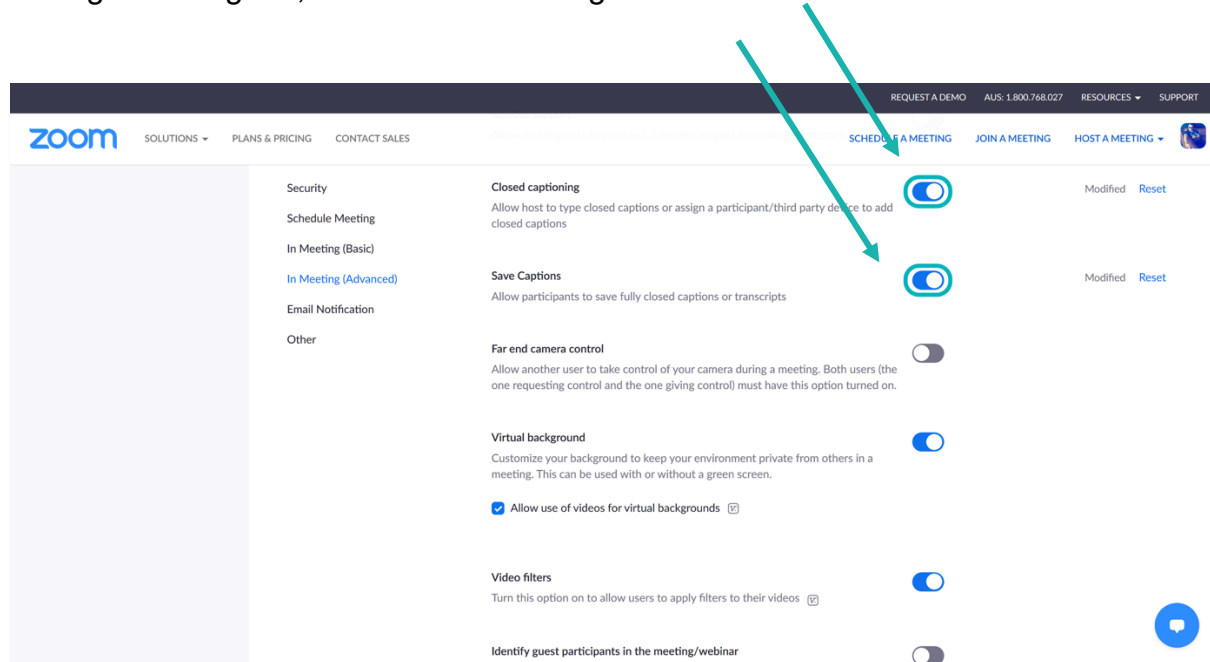 REQUEST A DEMO AUS: 1.800.768.027 RESOURCES SUPPORT
zoom SOLUTIONS PLANS & PRICING CONTACT SALES SCHEDULE A MEETING JOIN A MEETING HOST A MEETING
Security
Schedule Meeting
In Meeting (Basic)
In Meeting (Advanced)
Email Notification
Other
Closed captioning
Modified Reset
Allow host to type closed captions or assign a participant/third party device to add
closed captions
Save Captions
Modified Reset
Allow participants to save fully closed captions or transcripts
Far end camera control
Allow another user to take control of your camera during a meeting. Both users (the
one requesting control and the one giving control) must have this option turned on.
Virtual background
Customize your background to keep your environment private from others in a
meeting. This can be used with or without a green screen.
Allow use of videos for virtual backgrounds
Video filters
Turn this option on to allow users to apply filters to their videos
Identify guest participants in the meeting/webinar